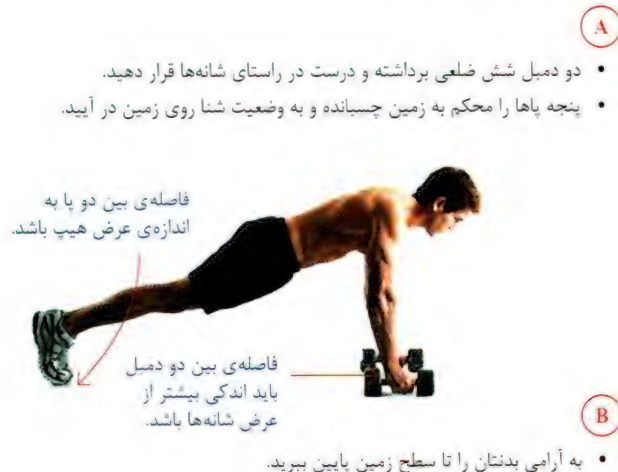 A
• دو دمبل شش ضلعی برداشته و درست در راستای شانه‌ها قرار دهید.
• پنجه پاها را محکم به زمین چسبانده و به وضعیت شنا روی زمین در آیید.
فاصله‌ی بین دو پا به
اندازه‌ی عرض هیپ باشد.
فاصله‌ی بین دو دمبل
باید اندکی بیشتر از
عرض شانه‌ها باشد.
B
• به آرامی بدنتان را تا سطح زمین پایین ببرید.